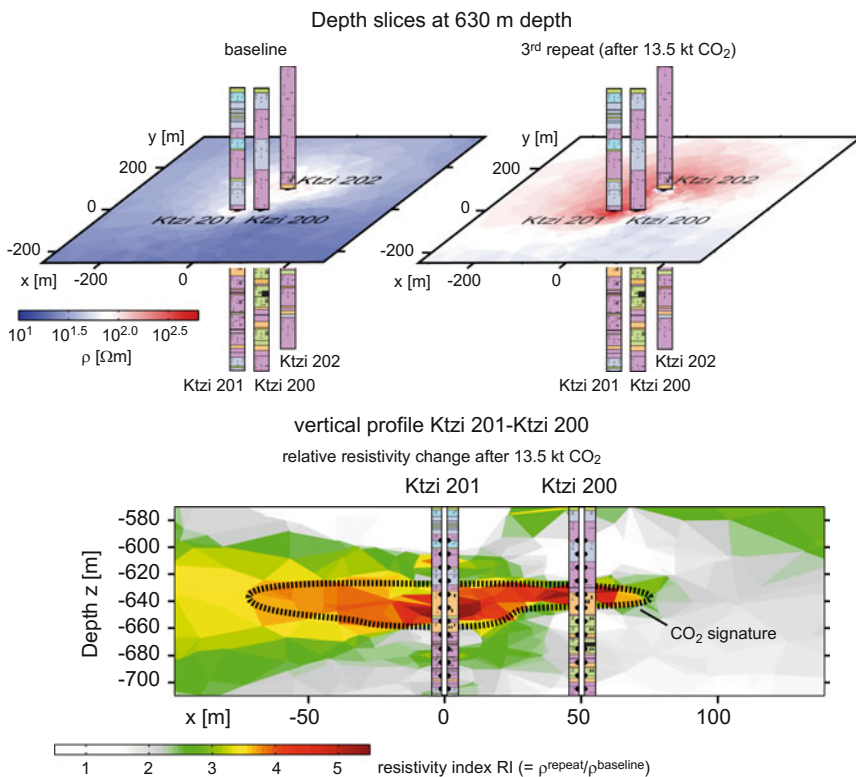 Depth slices at 630 m depth
baseline
3rd repeat (after 13.5 kt CO2)
y [m]
200
0
-200
x [m]
-200
0
Ktzi 201
Ktzi 200
Ktzi 202
10^1 10^1.5 10^2.0 10^2.5
ρ [Ωm]
Ktzi 201
Ktzi 200
Ktzi 202
y [m]
200
0
-200
x [m]
-200
0
Ktzi 201
Ktzi 200
Ktzi 202
Ktzi 201
Ktzi 200
Ktzi 202
vertical profile Ktzi 201-Ktzi 200
relative resistivity change after 13.5 kt CO2
Ktzi 201 Ktzi 200
Depth z [m]
-580
-600
-620
-640
-660
-680
-700
CO2 signature
x [m] -50 0 50 100
1 2 3 4 5
resistivity index RI (= ρ^repeat/ρ^baseline)